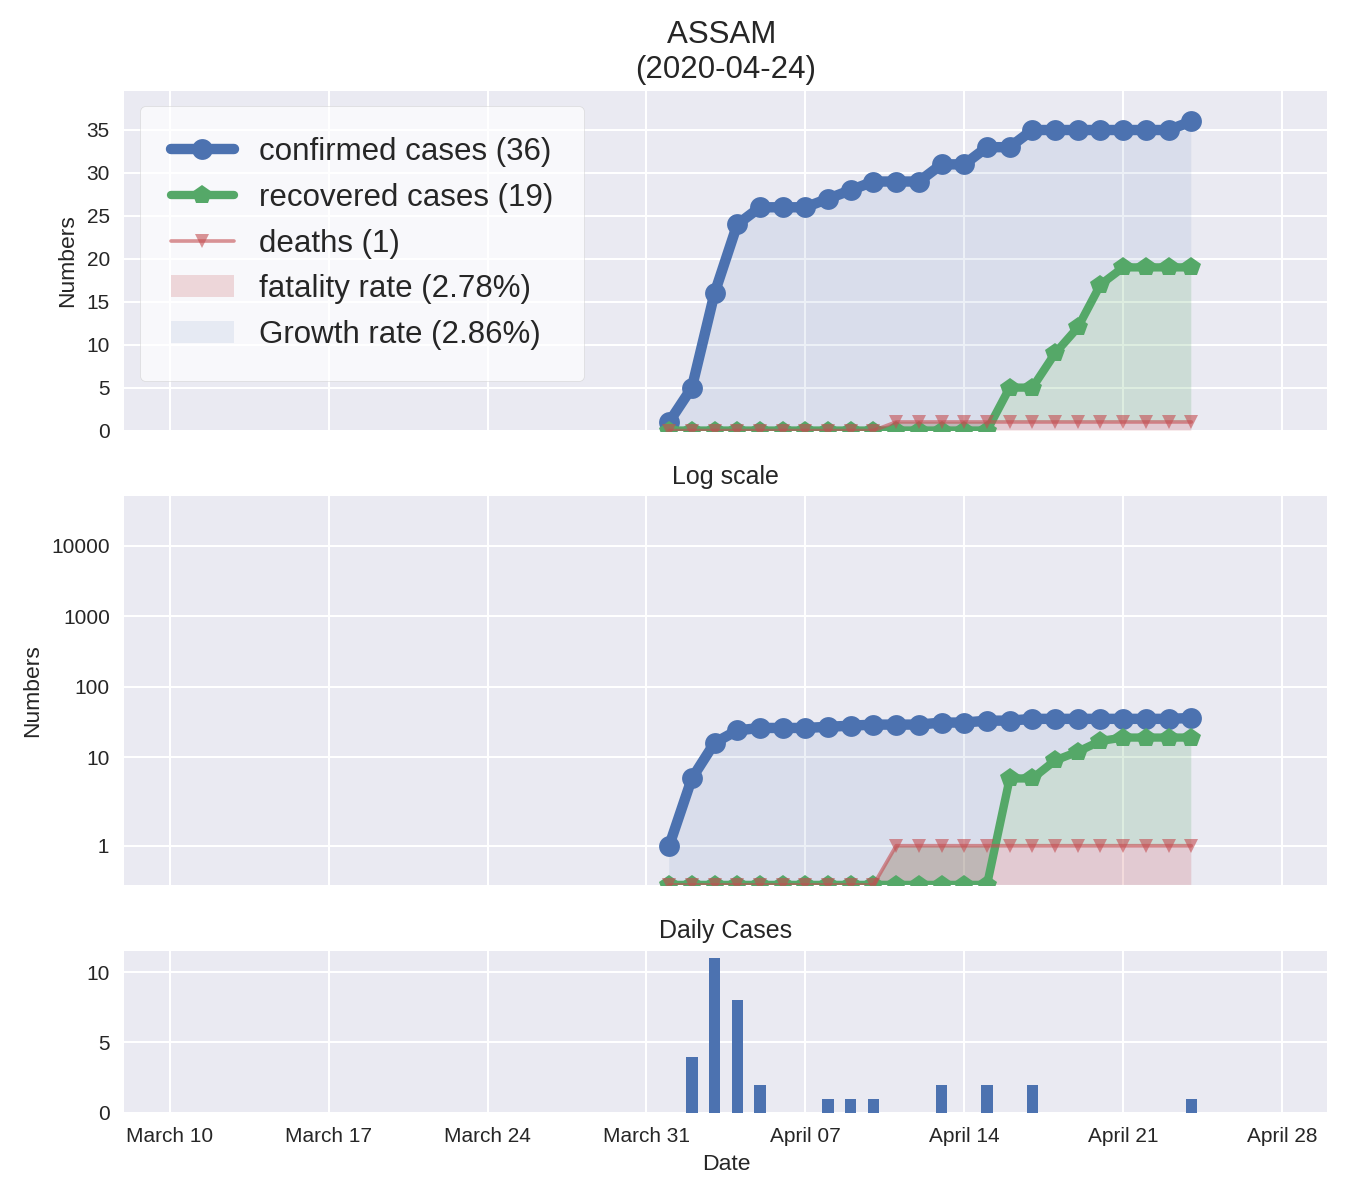 ASSAM
(2020-04-24)
confirmed cases (36)
recovered cases (19)
deaths (1)
fatality rate (2.78%)
Growth rate (2.86%)
Numbers
35
30
25
20
15
10
5
0
Log scale
Numbers
10000
1000
100
10
1
Daily Cases
10
5
0
March 10 March 17 March 24 March 31 April 07 April 14 April 21 April 28
Date